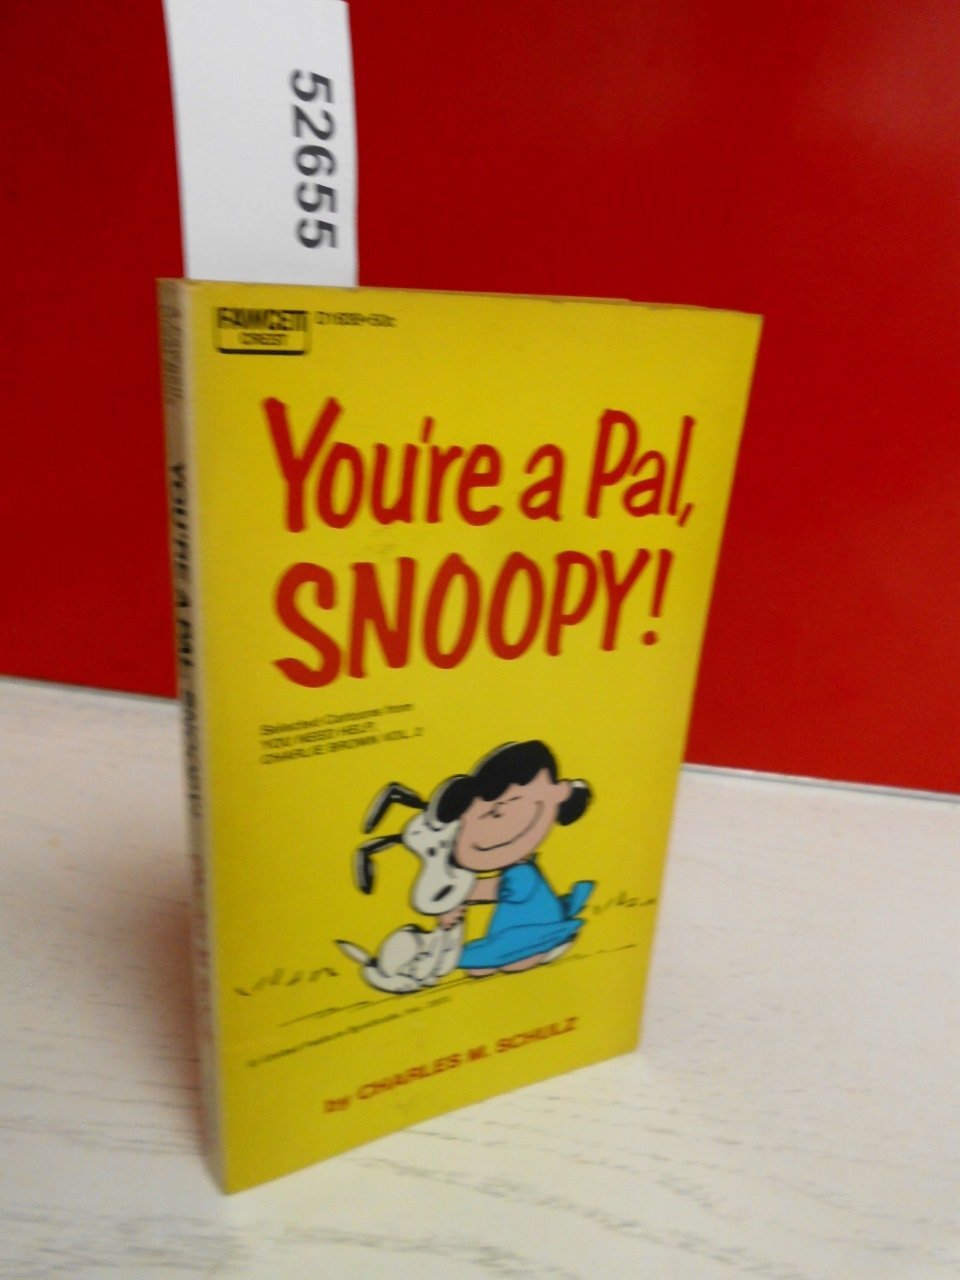 52655
FAWCETT
CREST
You're a Pal,
SNOOPY!
Selected Cartoons from
YOU NEED HELP,
CHARLIE BROWN VOL. 2
by CHARLES M. SCHULZ
YOU'RE A PAL, SNOOPY!